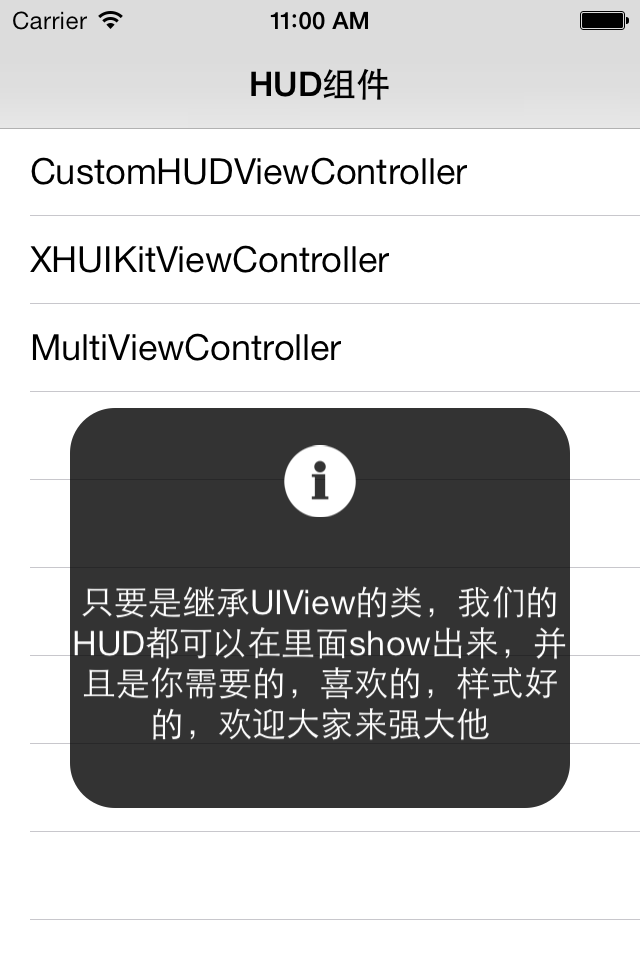 Carrier 11:00 AM
HUD组件
CustomHUDViewController
XHUIKitViewController
MultiViewController
只要是继承UIView的类，我们的
HUD都可以在里面show出来，并
且是你需要的，喜欢的，样式好
的，欢迎大家来强大他